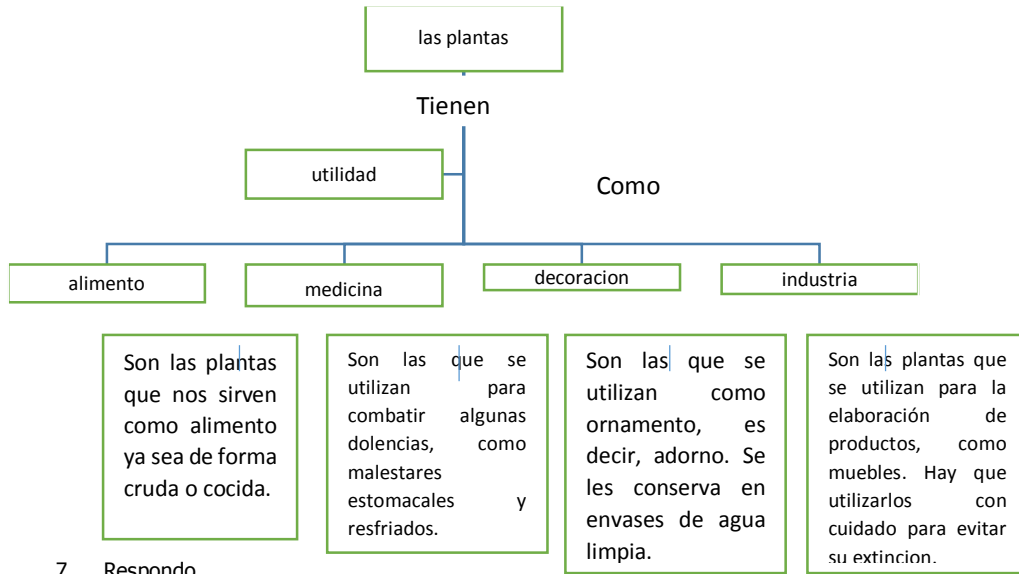 las plantas
Tienen
utilidad
Como
alimento
medicina
decoracion
industria
Son las plantas
que nos sirven
como alimento
ya sea de forma
cruda o cocida.
Son las que se
utilizan para
combatir algunas
dolencias, como
malestares
estomacales y
resfriados.
Son las que se
utilizan como
ornamento, es
decir, adorno. Se
les conserva en
envases de agua
limpia.
Son las plantas que
se utilizan para la
elaboración de
productos, como
muebles. Hay que
utilizarlos con
cuidado para evitar
su extincion.
7. Respondo